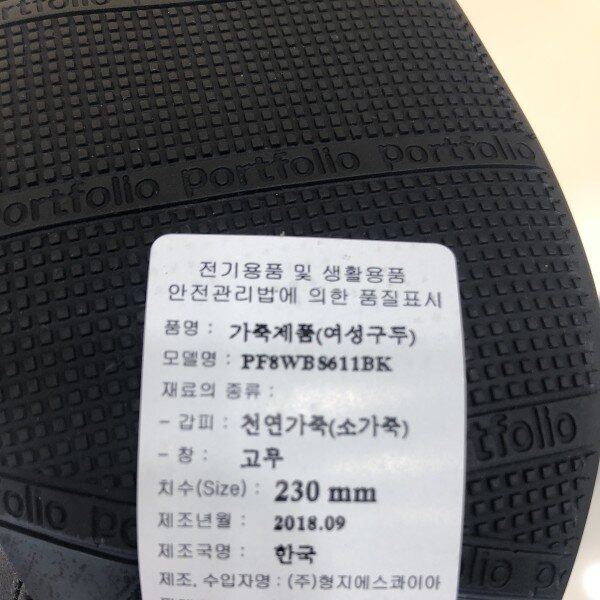 portfolio
portfolio portfolio portfolio
전기용품 및 생활용품
안전관리법에 의한 품질표시
품명 : 가죽제품(여성구두)
모델명 : PF8WBS611BK
재료의 종류 :
- 갑피 : 천연가죽(소가죽)
- 창 : 고무
portfolio
치수(Size) : 230 mm
제조년월 : 2018.09
제조국명 : 한국
제조, 수입자명 : (주)형지에스콰이아